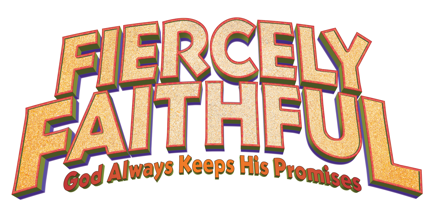 FIERCELY
FAITHFUL
God Always Keeps His Promises